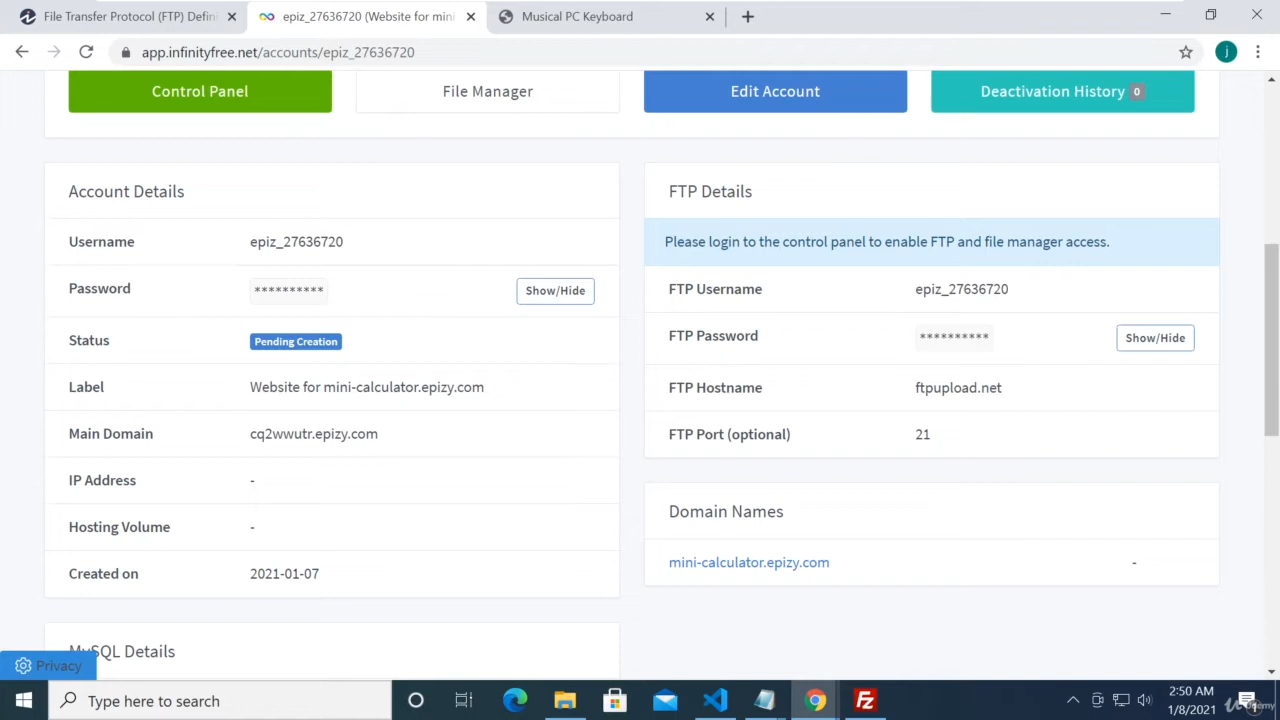 File Transfer Protocol (FTP) Defini
epiz_27636720 (Website for mini
Musical PC Keyboard
app.infinityfree.net/accounts/epiz_27636720
j
Control Panel
File Manager
Edit Account
Deactivation History 0
Account Details
Username epiz_27636720
Password ********** Show/Hide
Status Pending Creation
Label Website for mini-calculator.epizy.com
Main Domain cq2wwutr.epizy.com
IP Address -
Hosting Volume -
Created on 2021-01-07
MySQL Details
FTP Details
Please login to the control panel to enable FTP and file manager access.
FTP Username epiz_27636720
FTP Password ********** Show/Hide
FTP Hostname ftpupload.net
FTP Port (optional) 21
Domain Names
mini-calculator.epizy.com -
Privacy
Type here to search
Fz
2:50 AM
1/8/2021
Udemy